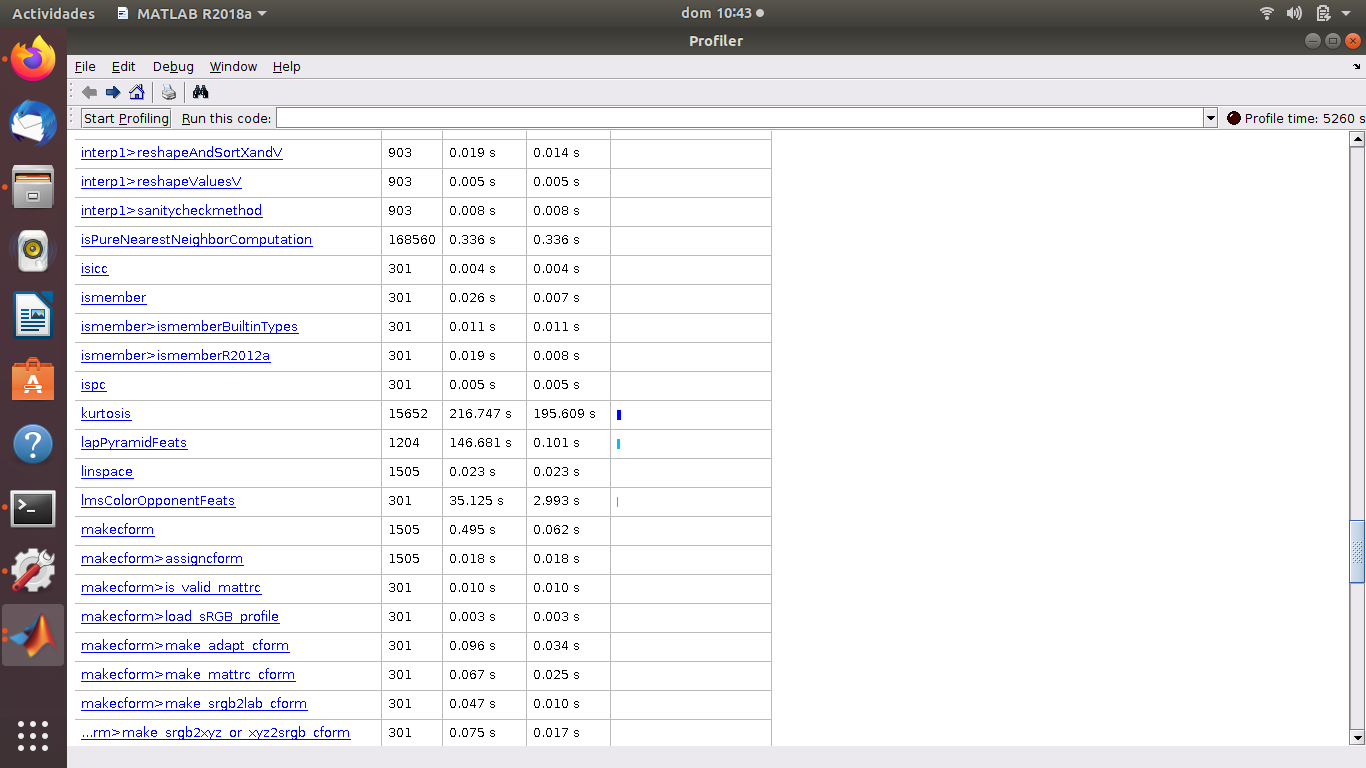 Actividades MATLAB R2018a dom 10:43
Profiler
File Edit Debug Window Help
Start Profiling Run this code: Profile time: 5260 s
interp1>reshapeAndSortXandV 903 0.019 s 0.014 s
interp1>reshapeValuesV 903 0.005 s 0.005 s
interp1>sanitycheckmethod 903 0.008 s 0.008 s
isPureNearestNeighborComputation 168560 0.336 s 0.336 s
isicc 301 0.004 s 0.004 s
ismember 301 0.026 s 0.007 s
ismember>ismemberBuiltinTypes 301 0.011 s 0.011 s
ismember>ismemberR2012a 301 0.019 s 0.008 s
ispc 301 0.005 s 0.005 s
kurtosis 15652 216.747 s 195.609 s
lapPyramidFeats 1204 146.681 s 0.101 s
linspace 1505 0.023 s 0.023 s
lmsColorOpponentFeats 301 35.125 s 2.993 s
makecform 1505 0.495 s 0.062 s
makecform>assigncform 1505 0.018 s 0.018 s
makecform>is_valid_mattrc 301 0.010 s 0.010 s
makecform>load_sRGB_profile 301 0.003 s 0.003 s
makecform>make_adapt_cform 301 0.096 s 0.034 s
makecform>make_mattrc_cform 301 0.067 s 0.025 s
makecform>make_srgb2lab_cform 301 0.047 s 0.010 s
...rm>make_srgb2xyz_or_xyz2srgb_cform 301 0.075 s 0.017 s